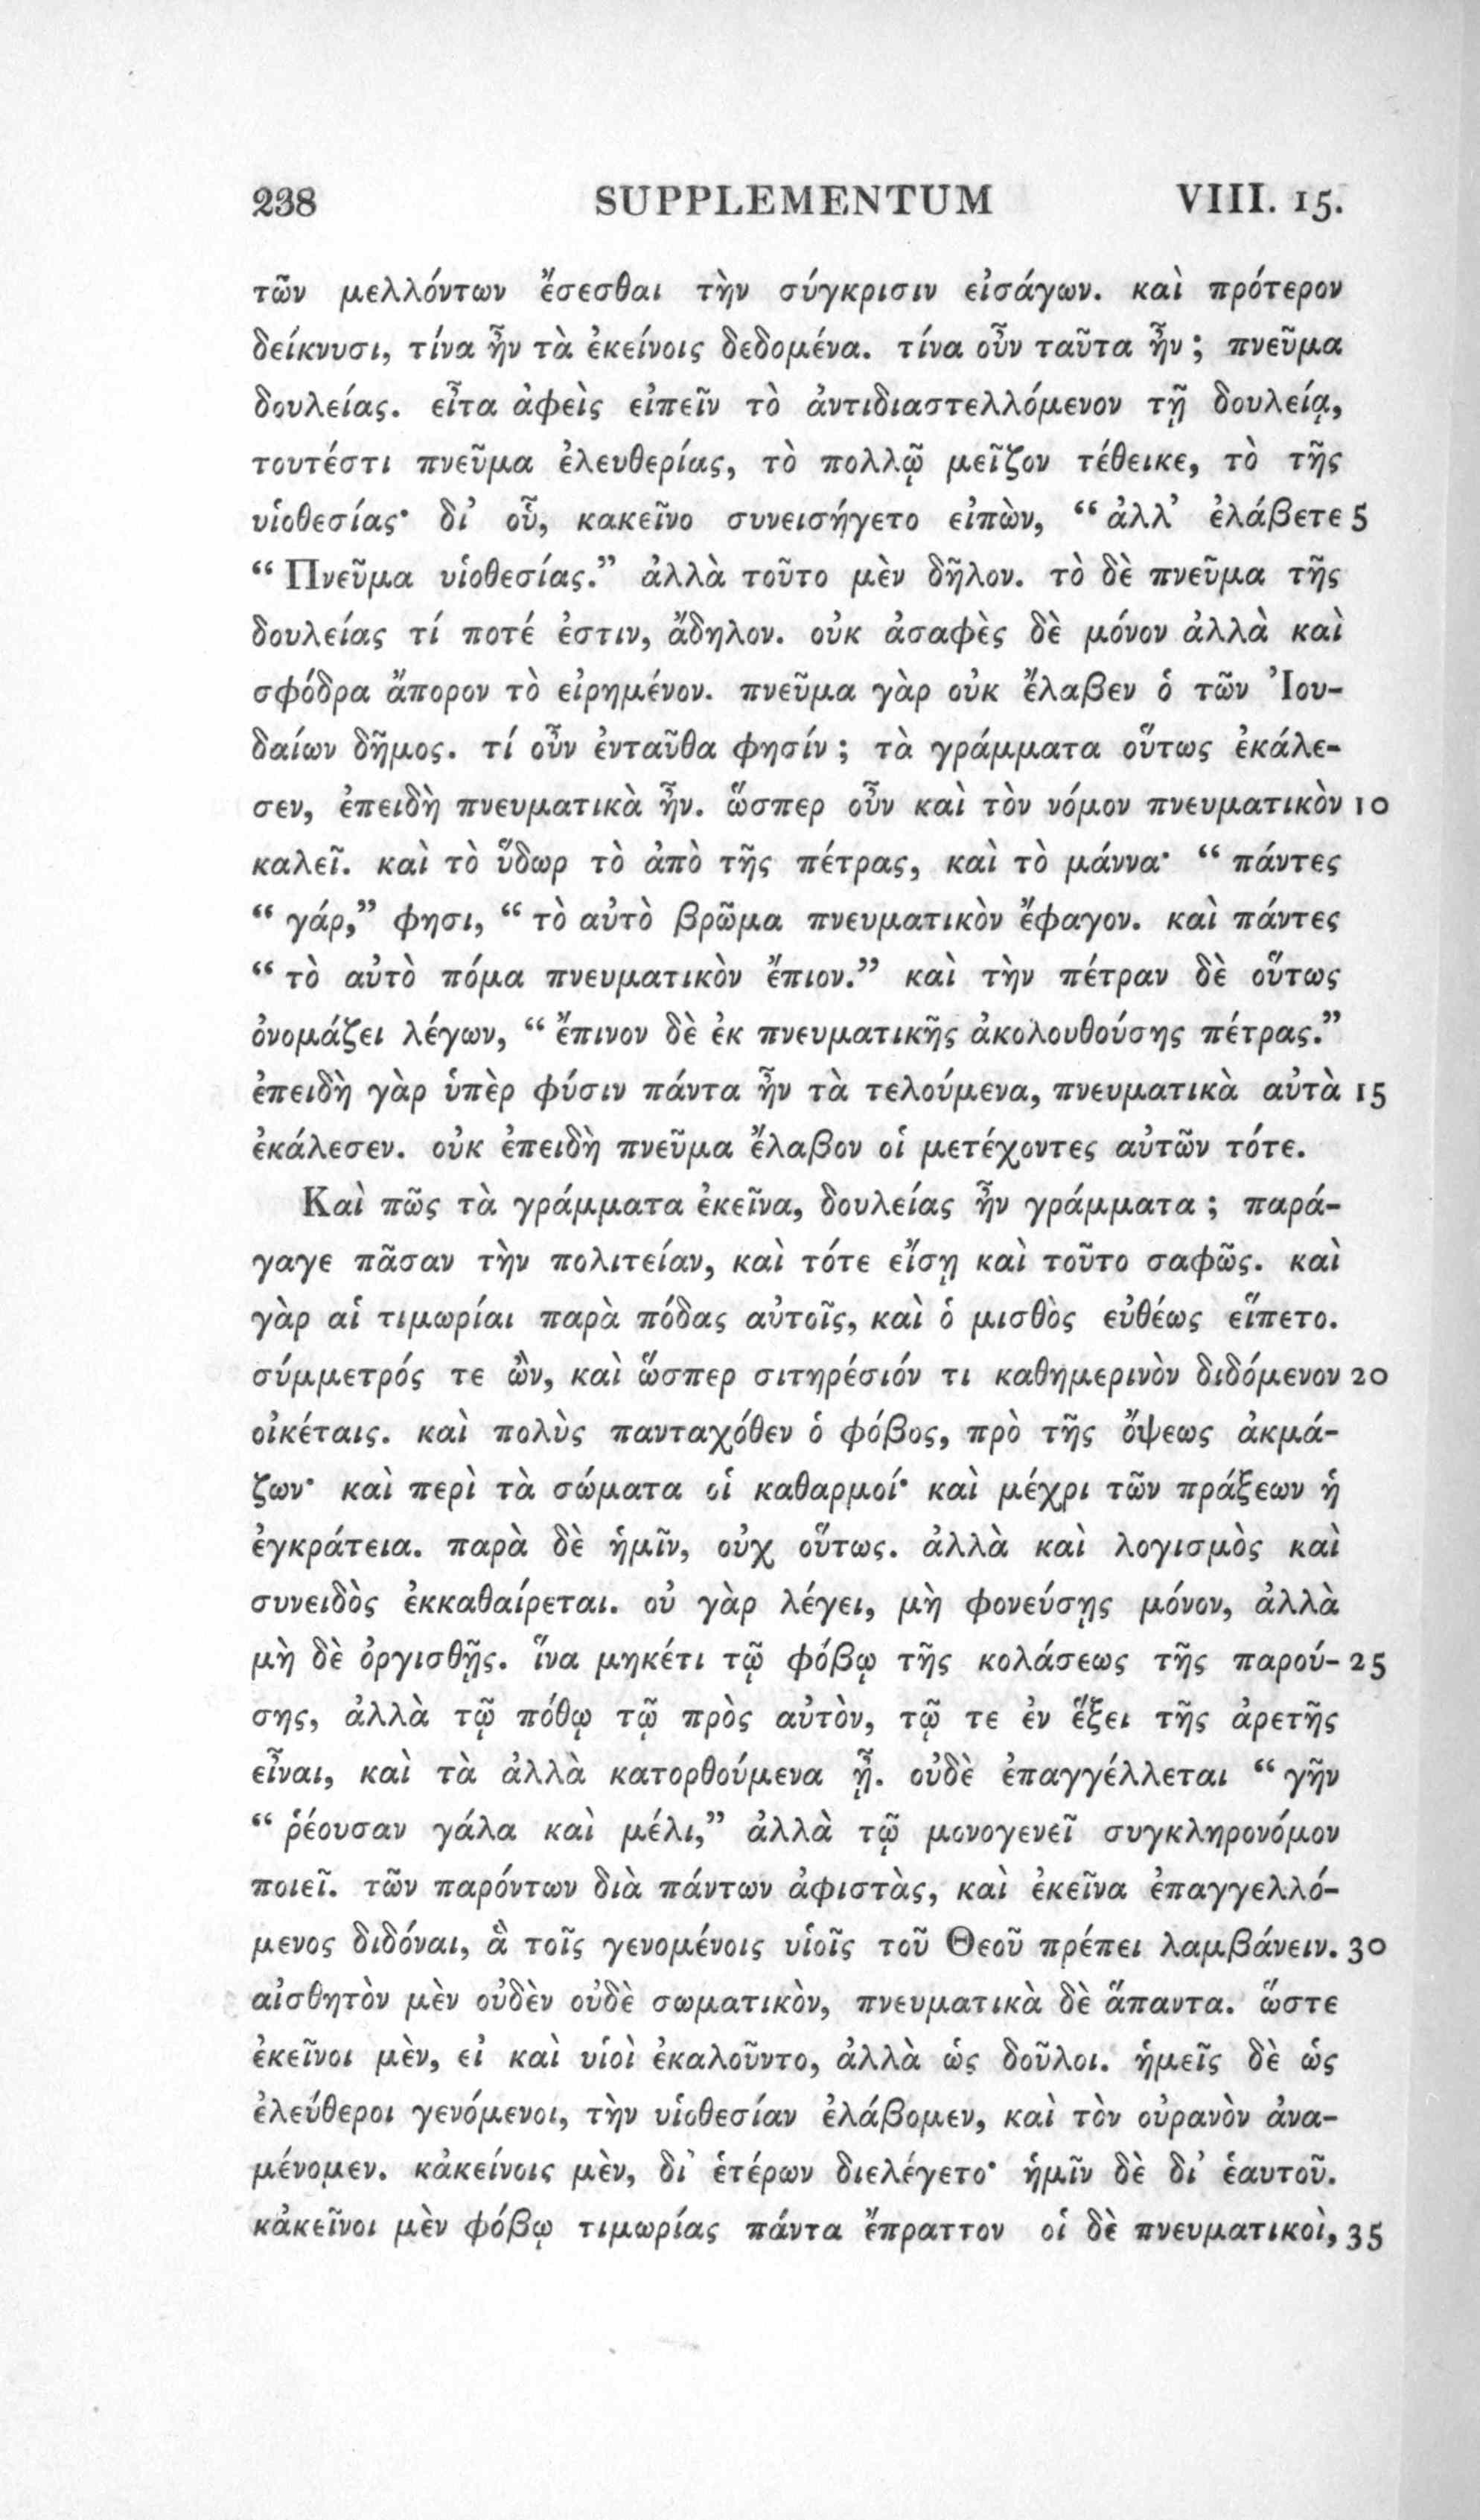 238 SUPPLEMENTUM VIII. 15.
τῶν μελλόντων ἔσεσθαι τὴν σύγκρισιν εἰσάγων. καὶ πρότερον
δείκνυσι, τίνα ἦν τὰ ἐκείνοις δεδομένα. τίνα οὖν ταῦτα ἦν ; πνεῦμα
δουλείας. εἶτα ἀφεὶς εἰπεῖν τὸ ἀντιδιαστελλόμενον τῇ δουλείᾳ,
τουτέστι πνεῦμα ἐλευθερίας, τὸ πολλῷ μεῖζον τέθεικε, τὸ τῆς
υἱοθεσίας· δι’ οὗ, κακεῖνο συνεισήγετο εἰπὼν, “ ἀλλ’ ἐλάβετε 5
“ Πνεῦμα υἱοθεσίας.” ἀλλὰ τοῦτο μὲν δῆλον. τὸ δὲ πνεῦμα τῆς
δουλείας τί ποτέ ἐστιν, ἄδηλον. οὐκ ἀσαφὲς δὲ μόνον ἀλλὰ καὶ
σφόδρα ἄπορον τὸ εἰρημένον. πνεῦμα γὰρ οὐκ ἔλαβεν ὁ τῶν Ἰου-
δαίων δῆμος. τί οὖν ἐνταῦθα φησίν ; τὰ γράμματα οὕτως ἐκάλε-
σεν, ἐπειδὴ πνευματικὰ ἦν. ὥσπερ οὖν καὶ τὸν νόμον πνευματικὸν 10
καλεῖ. καὶ τὸ ὕδωρ τὸ ἀπὸ τῆς πέτρας, καὶ τὸ μάννα· “ πάντες
“ γάρ,” φησι, “ τὸ αὐτὸ βρῶμα πνευματικὸν ἔφαγον. καὶ πάντες
“ τὸ αὐτὸ πόμα πνευματικὸν ἔπιον.” καὶ τὴν πέτραν δὲ οὕτως
ὀνομάζει λέγων, “ ἔπινον δὲ ἐκ πνευματικῆς ἀκολουθούσης πέτρας.”
ἐπειδὴ γὰρ ὑπὲρ φύσιν πάντα ἦν τὰ τελούμενα, πνευματικὰ αὐτὰ 15
ἐκάλεσεν. οὐκ ἐπειδὴ πνεῦμα ἔλαβον οἱ μετέχοντες αὐτῶν τότε.
Καὶ πῶς τὰ γράμματα ἐκεῖνα, δουλείας ἦν γράμματα ; παρά-
γαγε πᾶσαν τὴν πολιτείαν, καὶ τότε εἴσῃ καὶ τοῦτο σαφῶς. καὶ
γὰρ αἱ τιμωρίαι παρὰ πόδας αὐτοῖς, καὶ ὁ μισθὸς εὐθέως εἵπετο.
σύμμετρός τε ὢν, καὶ ὥσπερ σιτηρέσιόν τι καθημερινὸν διδόμενον 20
οἰκέταις. καὶ πολὺς πανταχόθεν ὁ φόβος, πρὸ τῆς ὄψεως ἀκμά-
ζων· καὶ περὶ τὰ σώματα οἱ καθαρμοί· καὶ μέχρι τῶν πράξεων ἡ
ἐγκράτεια. παρὰ δὲ ἡμῖν, οὐχ οὕτως. ἀλλὰ καὶ λογισμὸς καὶ
συνειδὸς ἐκκαθαίρεται. οὐ γὰρ λέγει, μὴ φονεύσῃς μόνον, ἀλλὰ
μὴ δὲ ὀργισθῇς. ἵνα μηκέτι τῷ φόβῳ τῆς κολάσεως τῆς παρού- 25
σης, ἀλλὰ τῷ πόθῳ τῷ πρὸς αὐτὸν, τῷ τε ἐν ἕξει τῆς ἀρετῆς
εἶναι, καὶ τὰ ἀλλὰ κατορθούμενα ᾖ. οὐδὲ ἐπαγγέλλεται “ γῆν
“ ῥέουσαν γάλα καὶ μέλι,” ἀλλὰ τῷ μονογενεῖ συγκληρονόμον
ποιεῖ. τῶν παρόντων διὰ πάντων ἀφιστὰς, καὶ ἐκεῖνα ἐπαγγελλό-
μενος διδόναι, ἃ τοῖς γενομένοις υἱοῖς τοῦ Θεοῦ πρέπει λαμβάνειν. 30
αἰσθητὸν μὲν οὐδὲν οὐδὲ σωματικὸν, πνευματικὰ δὲ ἅπαντα. ὥστε
ἐκεῖνοι μὲν, εἰ καὶ υἱοὶ ἐκαλοῦντο, ἀλλὰ ὡς δοῦλοι. ἡμεῖς δὲ ὡς
ἐλεύθεροι γενόμενοι, τὴν υἱοθεσίαν ἐλάβομεν, καὶ τὸν οὐρανὸν ἀνα-
μένομεν. κἀκείνοις μὲν, δι’ ἑτέρων διελέγετο· ἡμῖν δὲ δι’ ἑαυτοῦ.
κἀκεῖνοι μὲν φόβῳ τιμωρίας πάντα ἔπραττον οἱ δὲ πνευματικοὶ, 35